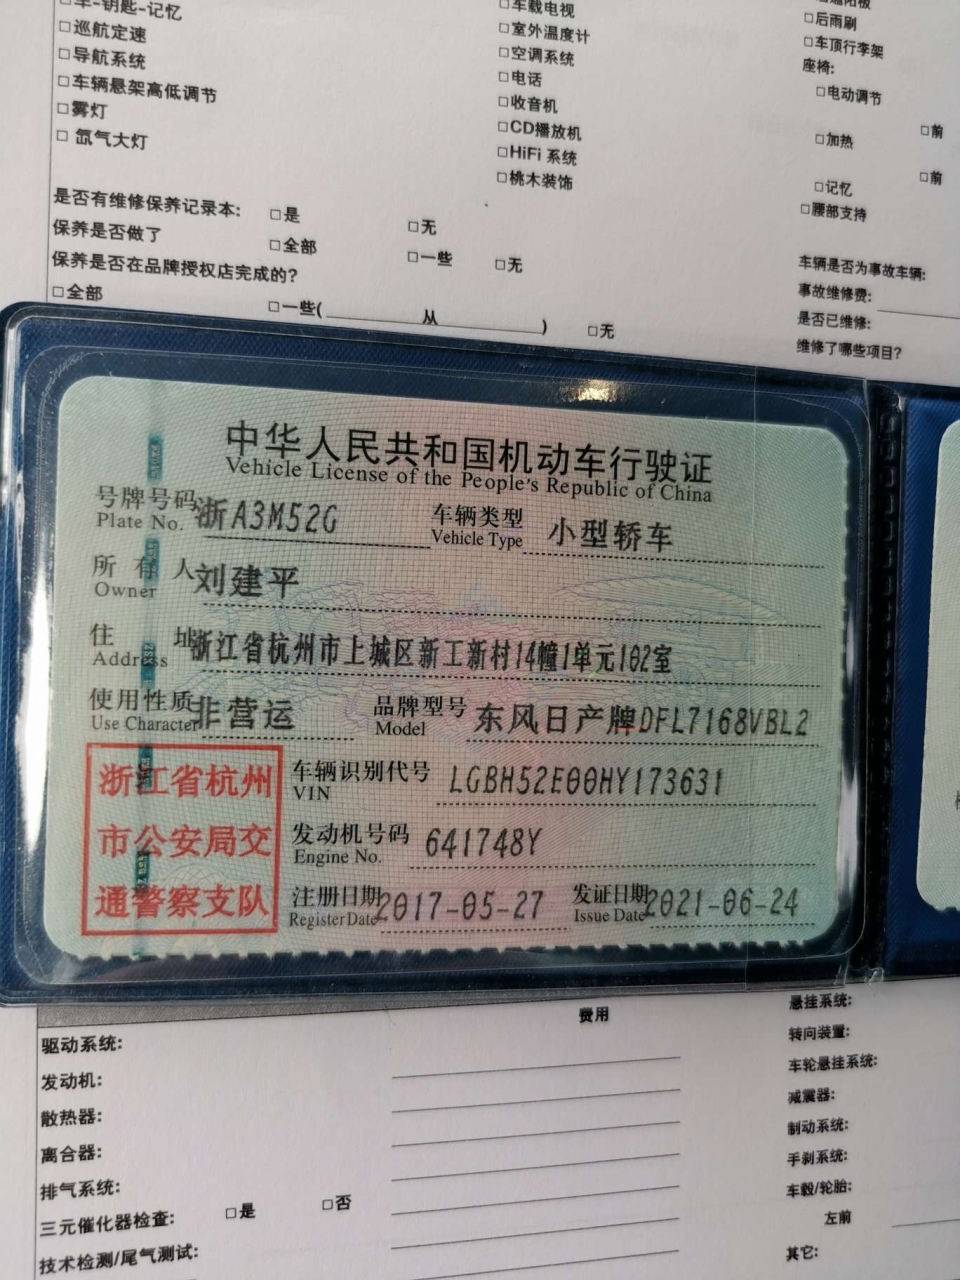 车-钥匙-记忆
□巡航定速
□导航系统
□车辆悬架高低调节
□雾灯
□ 氙气大灯
□车载电视
□室外温度计
□空调系统
□电话
□收音机
□CD播放机
□HiFi 系统
□桃木装饰
□后雨刷
□车顶行李架
座椅:
□电动调节
□前
□加热
□前
□记忆
□腰部支持
是否有维修保养记录本: □是 □无
保养是否做了 □全部 □一些 □无
保养是否在品牌授权店完成的?
□全部 □一些( 从 ) □无
车辆是否为事故车辆:
事故维修费:
是否已维修:
维修了哪些项目?
中华人民共和国机动车行驶证
Vehicle License of the People's Republic of China
号牌号码 浙A3M52G 车辆类型 小型轿车
Plate No. Vehicle Type
所有人 刘建平
Owner
住址 浙江省杭州市上城区新工新村14幢1单元102室
Address
使用性质 非营运 品牌型号 东风日产牌DFL7168VBL2
Use Character Model
浙江省杭州
市公安局交
通警察支队
车辆识别代号 LGBH52E00HY173631
VIN
发动机号码 641748Y
Engine No.
注册日期 2017-05-27 发证日期 2021-06-24
Register Date Issue Date
费用
驱动系统:
发动机:
散热器:
离合器:
排气系统:
三元催化器检查: □是 □否
技术检测/尾气测试:
悬挂系统:
转向装置:
车轮悬挂系统:
减震器:
制动系统:
手刹系统:
车毂/轮胎:
左前
其它: